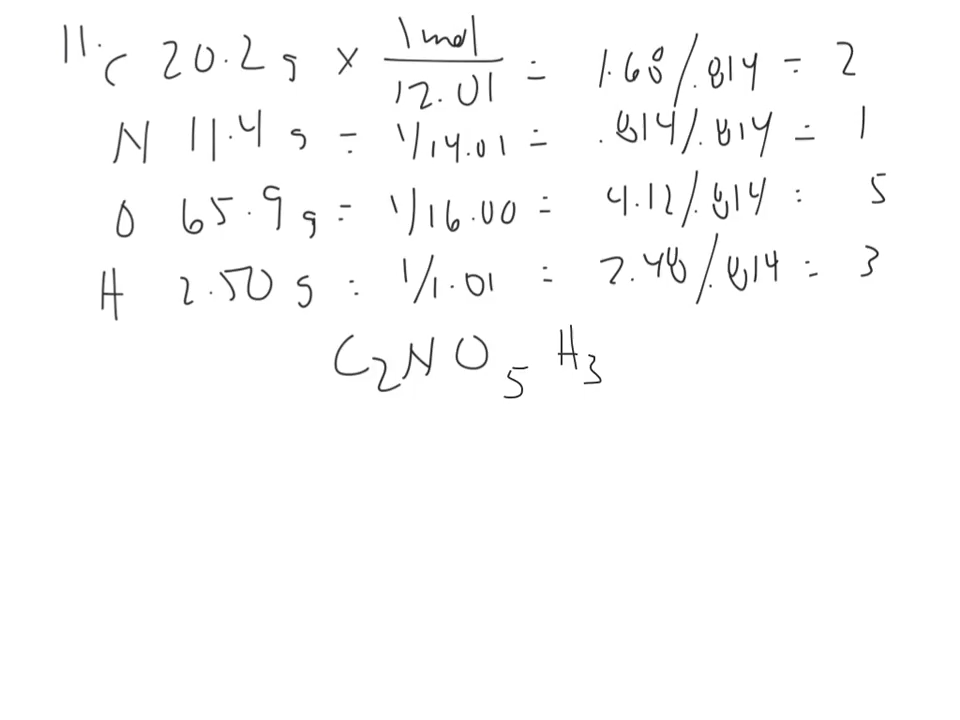 11. C 20.2 g x 1 mol / 12.01 = 1.68/.814 = 2
N 11.4 g = 1/14.01 = .814/.814 = 1
O 65.9 g = 1/16.00 = 4.12/.814 = 5
H 2.50 g = 1/1.01 = 2.48/.814 = 3
C₂NO₅H₃